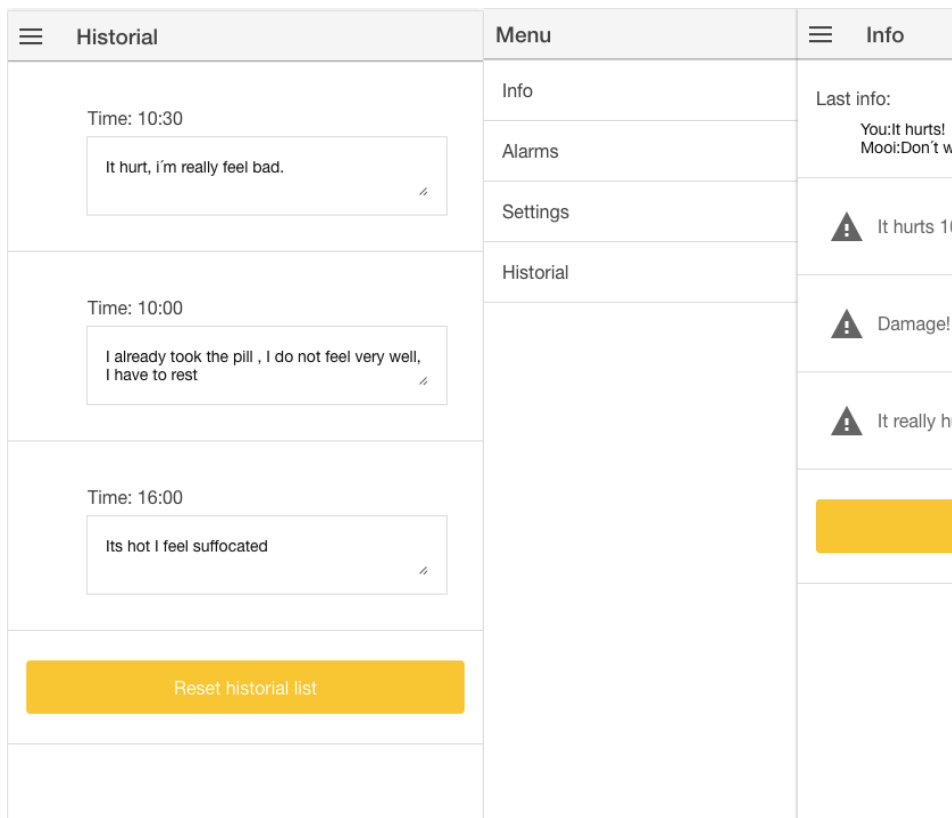 Historial
Time: 10:30
It hurt, i´m really feel bad.
Time: 10:00
I already took the pill , I do not feel very well,
I have to rest
Time: 16:00
Its hot I feel suffocated
Reset historial list
Menu
Info
Alarms
Settings
Historial
Info
Last info:
You:It hurts!
Mooi:Don´t
It hurts
Damage!
It really